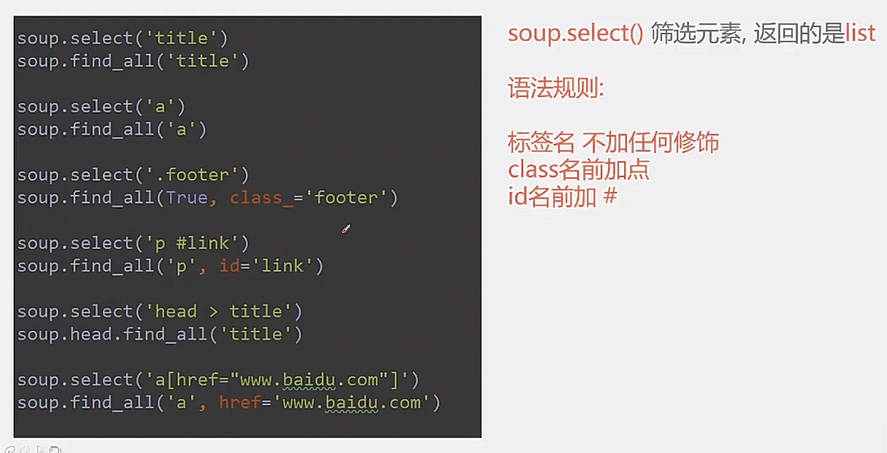 soup.select('title')
soup.find_all('title')
soup.select('a')
soup.find_all('a')
soup.select('.footer')
soup.find_all(True, class_='footer')
soup.select('p #link')
soup.find_all('p', id='link')
soup.select('head > title')
soup.head.find_all('title')
soup.select('a[href="www.baidu.com"]')
soup.find_all('a', href='www.baidu.com')
soup.select() 筛选元素, 返回的是list
语法规则:
标签名 不加任何修饰
class名前加点
id名前加 #